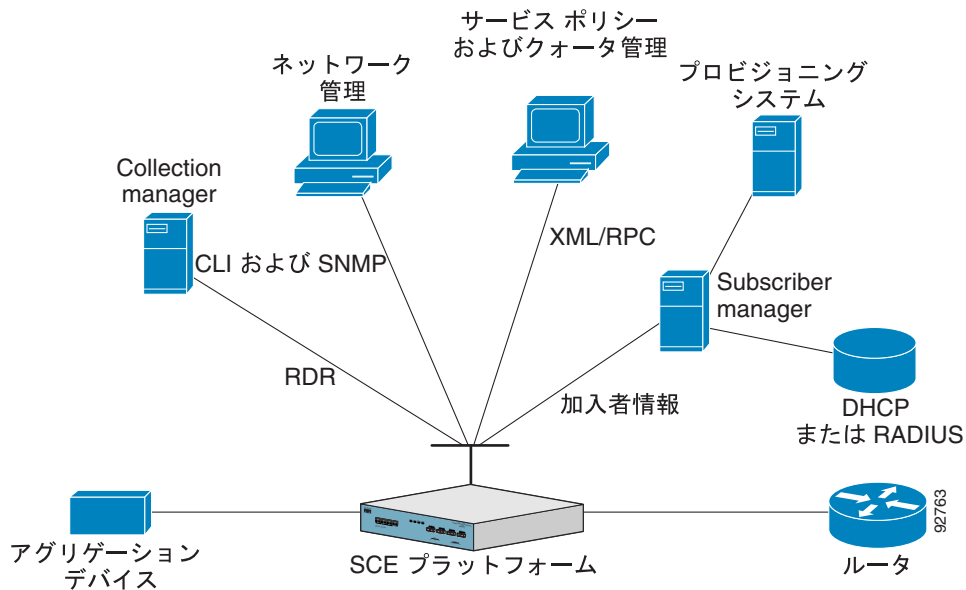 サービス ポリシー
およびクォータ管理
ネットワーク
管理
プロビジョニング
システム
Collection
manager
XML/RPC
CLI および SNMP
Subscriber
manager
RDR
加入者情報
DHCP
または RADIUS
92763
アグリゲーション
デバイス
SCE プラットフォーム
ルータ